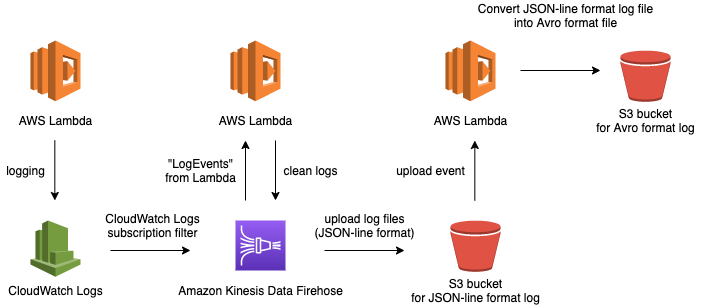 Convert JSON-line format log file
into Avro format file
AWS Lambda
AWS Lambda
AWS Lambda
S3 bucket
for Avro format log
logging
"LogEvents"
from Lambda
clean logs
upload event
CloudWatch Logs
subscription filter
upload log files
(JSON-line format)
CloudWatch Logs
Amazon Kinesis Data Firehose
S3 bucket
for JSON-line format log